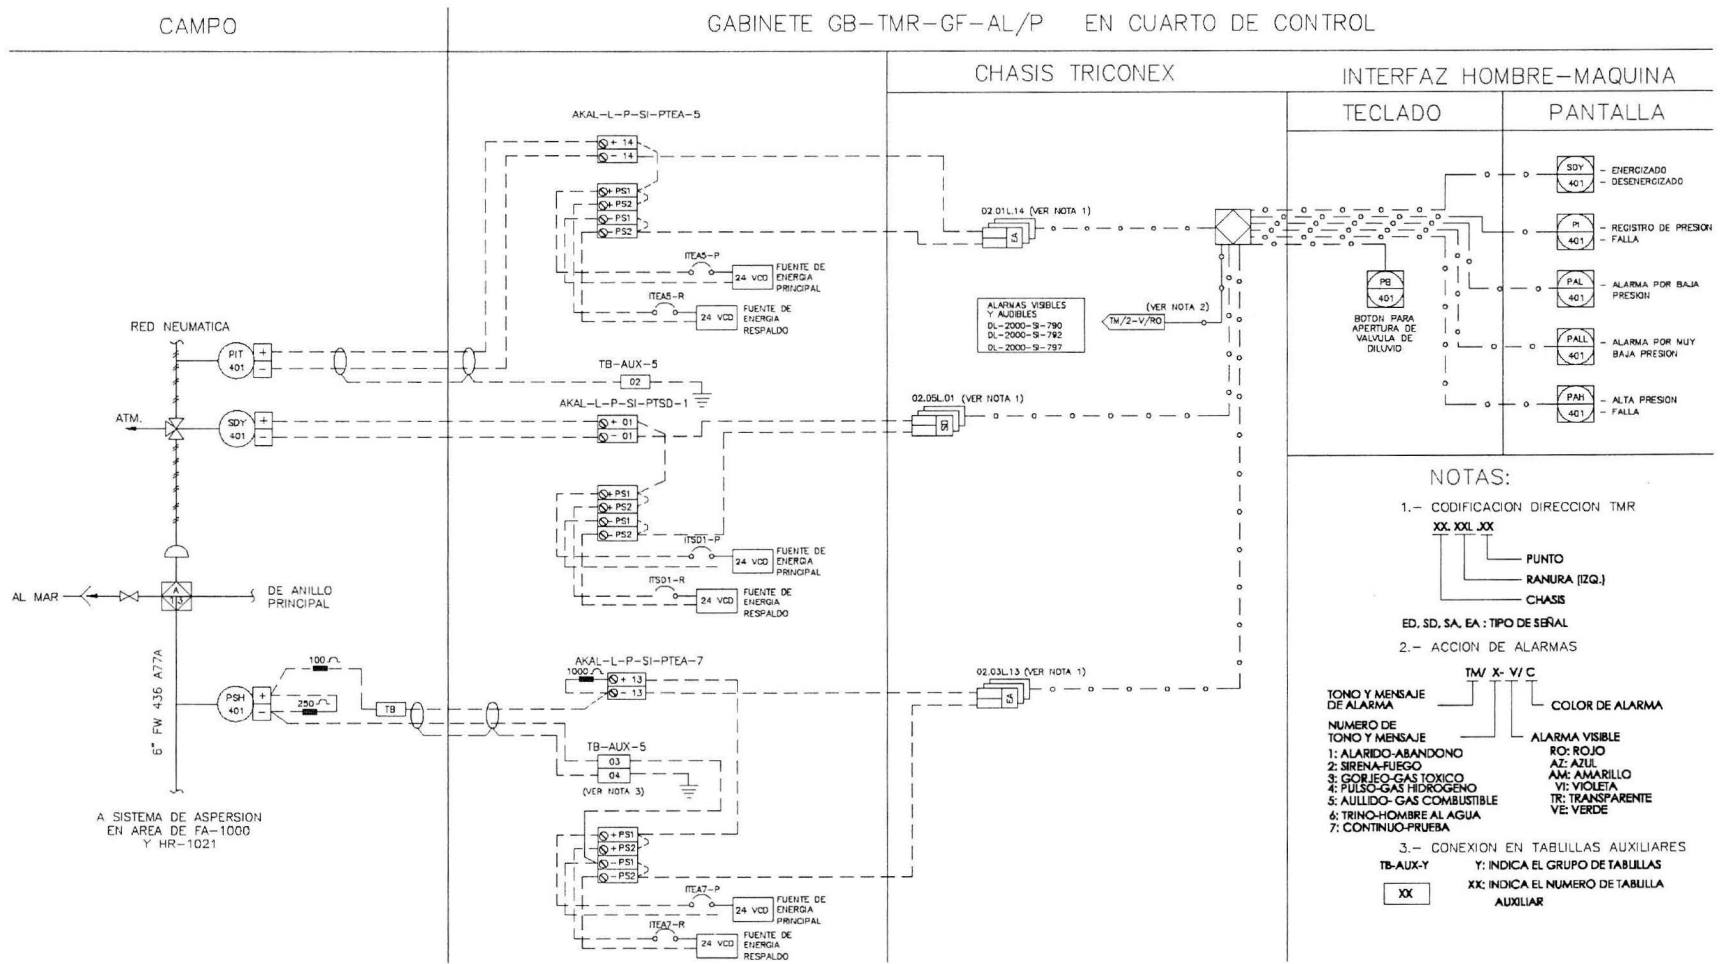 CAMPO
GABINETE GB-TMR-GF-AL/P EN CUARTO DE CONTROL
CHASIS TRICONEX
INTERFAZ HOMBRE-MAQUINA
TECLADO
PANTALLA
AKAL-L-P-SI-PTEA-5
+ 14
- 14
+ PS1
+ PS2
- PS1
- PS2
ITEA5-P
24 VCD
FUENTE DE
ENERGIA
PRINCIPAL
ITEA5-R
24 VCD
FUENTE DE
ENERGIA
RESPALDO
RED NEUMATICA
PIT
401
+
-
TB-AUX-5
02
ATM.
SDY
401
+
-
AKAL-L-P-SI-PTSD-1
+ 01
- 01
+ PS1
+ PS2
- PS1
- PS2
ITSD1-P
24 VCD
FUENTE DE
ENERGIA
PRINCIPAL
ITSD1-R
24 VCD
FUENTE DE
ENERGIA
RESPALDO
AL MAR
A
13
DE ANILLO
PRINCIPAL
6" FW 436 A77A
PSH
401
+
-
100
250
TB
AKAL-L-P-SI-PTEA-7
1000
+ 13
- 13
TB-AUX-5
03
04
(VER NOTA 3)
+ PS1
+ PS2
- PS1
- PS2
ITEA7-P
24 VCD
FUENTE DE
ENERGIA
PRINCIPAL
ITEA7-R
24 VCD
FUENTE DE
ENERGIA
RESPALDO
A SISTEMA DE ASPERSION
EN AREA DE FA-1000
Y HR-1021
02.01L.14 (VER NOTA 1)
EA
ALARMAS VISIBLES
Y AUDIBLES
DL-2000-SI-790
DL-2000-SI-792
DL-2000-SI-797
(VER NOTA 2)
TM/2-V/RO
02.05L.01 (VER NOTA 1)
SD
02.03L.13 (VER NOTA 1)
EA
PB
401
BOTON PARA
APERTURA DE
VALVULA DE
DILUVIO
SDY
401
- ENERGIZADO
- DESENERGIZADO
PI
401
- REGISTRO DE PRESION
- FALLA
PAL
401
- ALARMA POR BAJA
PRESION
PALL
401
- ALARMA POR MUY
BAJA PRESION
PAH
401
- ALTA PRESION
- FALLA
NOTAS:
1.- CODIFICACION DIRECCION TMR
XX. XXL .XX
PUNTO
RANURA (IZQ.)
CHASIS
ED, SD, SA, EA : TIPO DE SEÑAL
2.- ACCION DE ALARMAS
TM/ X- V/ C
TONO Y MENSAJE
DE ALARMA
COLOR DE ALARMA
NUMERO DE
TONO Y MENSAJE
ALARMA VISIBLE
1: ALARIDO-ABANDONO
2: SIRENA-FUEGO
3: GORJEO-GAS TOXICO
4: PULSO-GAS HIDROGENO
5: AULLIDO- GAS COMBUSTIBLE
6: TRINO-HOMBRE AL AGUA
7: CONTINUO-PRUEBA
RO: ROJO
AZ: AZUL
AM: AMARILLO
VI: VIOLETA
TR: TRANSPARENTE
VE: VERDE
3.- CONEXION EN TABLILLAS AUXILIARES
TB-AUX-Y
Y: INDICA EL GRUPO DE TABLILLAS
XX
XX: INDICA EL NUMERO DE TABLILLA
AUXILIAR